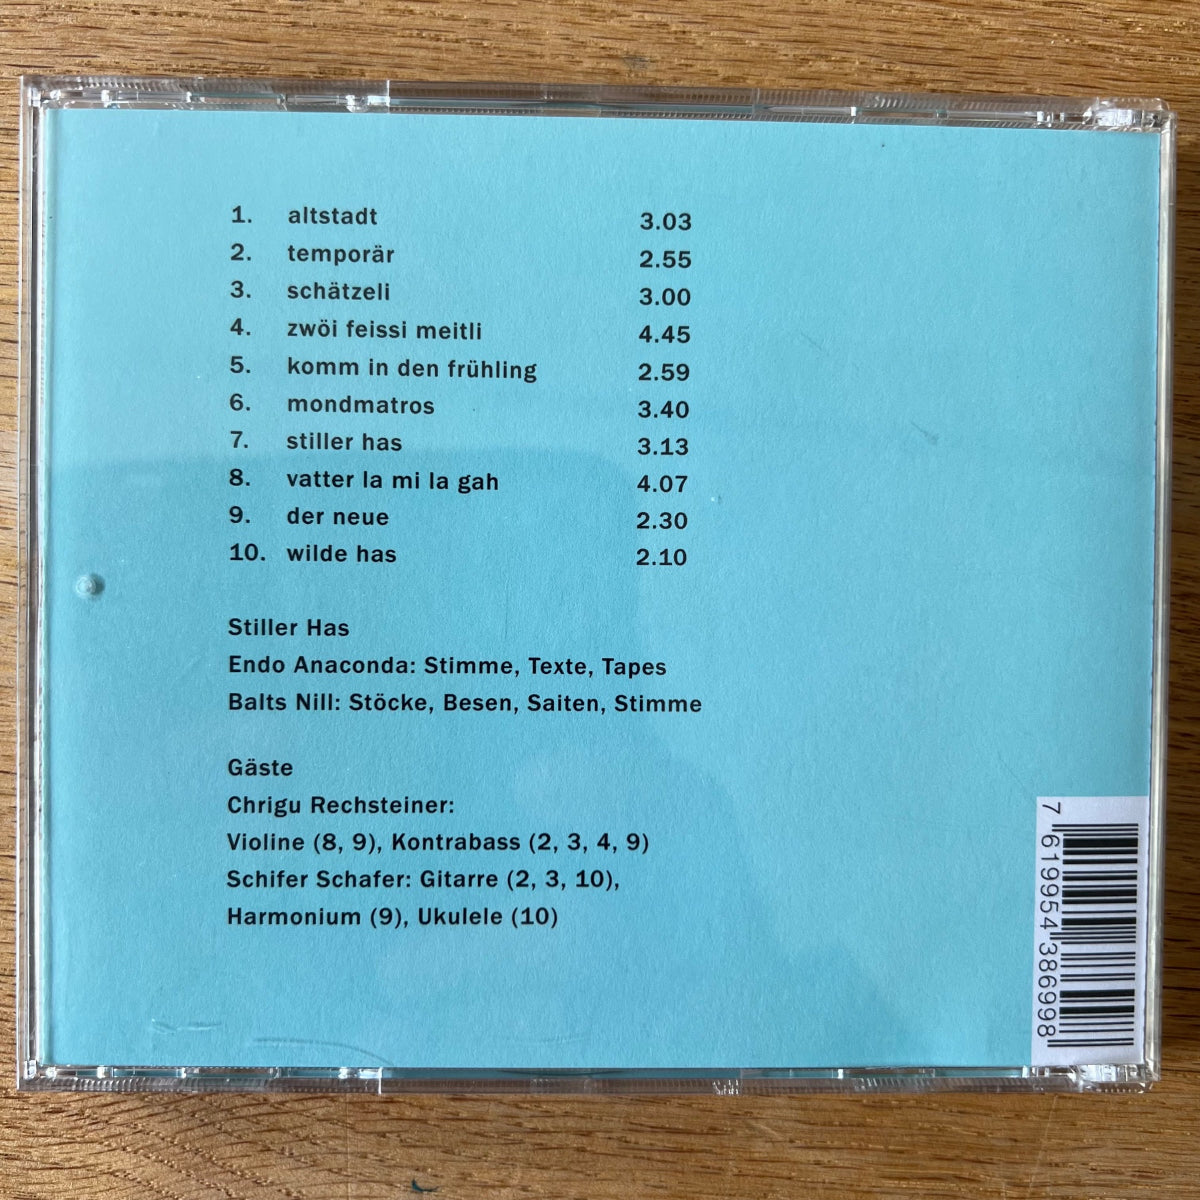 1. altstadt 3.03
2. temporär 2.55
3. schätzeli 3.00
4. zwöi feissi meitli 4.45
5. komm in den frühling 2.59
6. mondmatros 3.40
7. stiller has 3.13
8. vatter la mi la gah 4.07
9. der neue 2.30
10. wilde has 2.10
Stiller Has
Endo Anaconda: Stimme, Texte, Tapes
Balts Nill: Stöcke, Besen, Saiten, Stimme
Gäste
Chrigu Rechsteiner:
Violine (8, 9), Kontrabass (2, 3, 4, 9)
Schifer Schafer: Gitarre (2, 3, 10),
Harmonium (9), Ukulele (10)
7 619954 386998